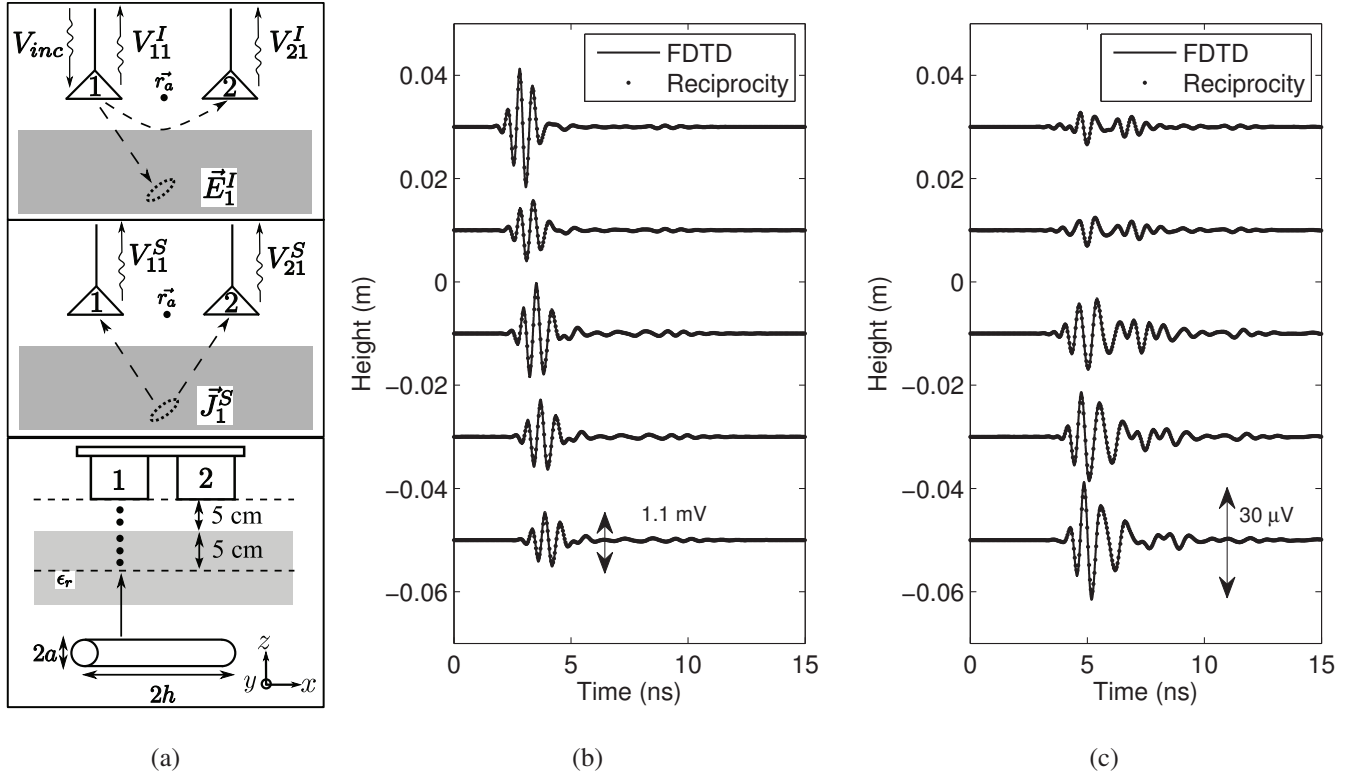 V_inc V_11^I V_21^I
1 r_a 2
E_1^I
V_11^S V_21^S
1 r_a 2
J_1^S
1 2
5 cm
5 cm
ϵ_r
2a
2h
z
y x
(a)
FDTD
Reciprocity
0.04
0.02
0
−0.02
−0.04
−0.06
Height (m)
1.1 mV
0 5 10 15
Time (ns)
(b)
FDTD
Reciprocity
0.04
0.02
0
−0.02
−0.04
−0.06
Height (m)
30 μV
0 5 10 15
Time (ns)
(c)